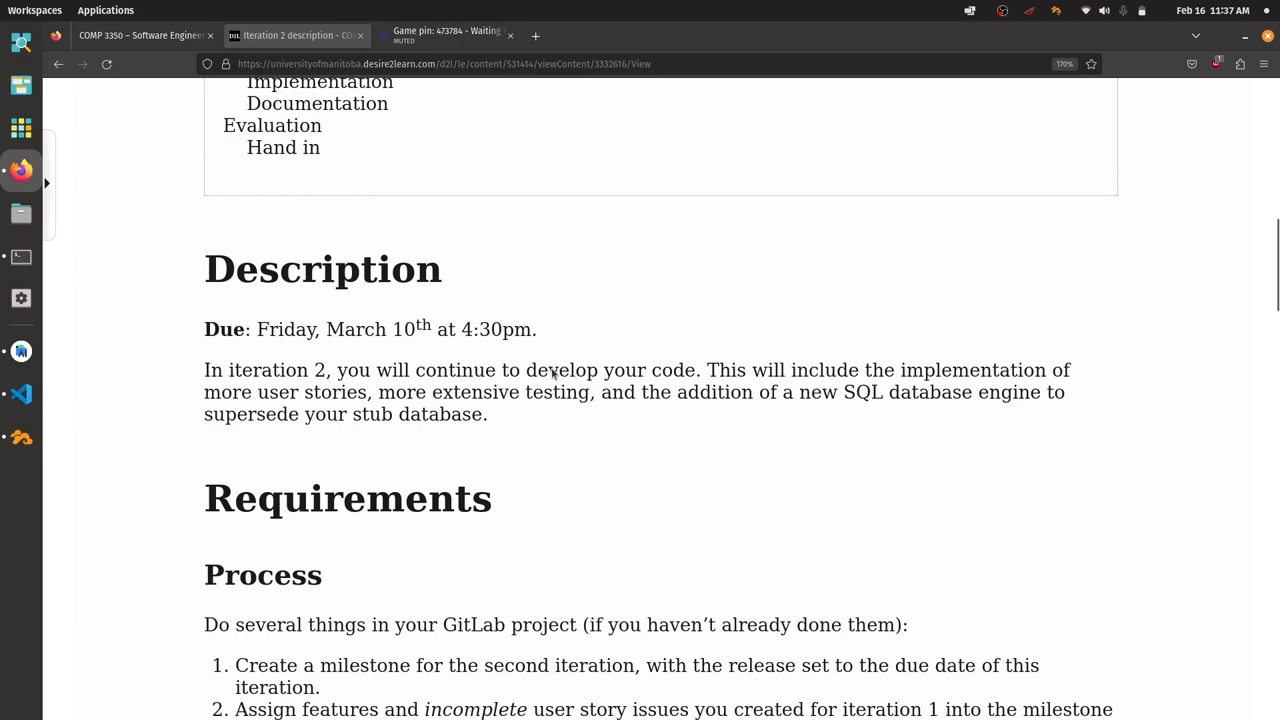 Workspaces
Applications
Feb 16 11:37 AM
COMP 3350 – Software Enginee
Iteration 2 description - CO
Game pin: 473784 - Waiting
MUTED
https://universityofmanitoba.desire2learn.com/d2l/le/content/531414/viewContent/3332616/View
170%
Implementation
Documentation
Evaluation
Hand in
Description
Due: Friday, March 10th at 4:30pm.
In iteration 2, you will continue to develop your code. This will include the implementation of
more user stories, more extensive testing, and the addition of a new SQL database engine to
supersede your stub database.
Requirements
Process
Do several things in your GitLab project (if you haven’t already done them):
1. Create a milestone for the second iteration, with the release set to the due date of this
iteration.
2. Assign features and incomplete user story issues you created for iteration 1 into the milestone